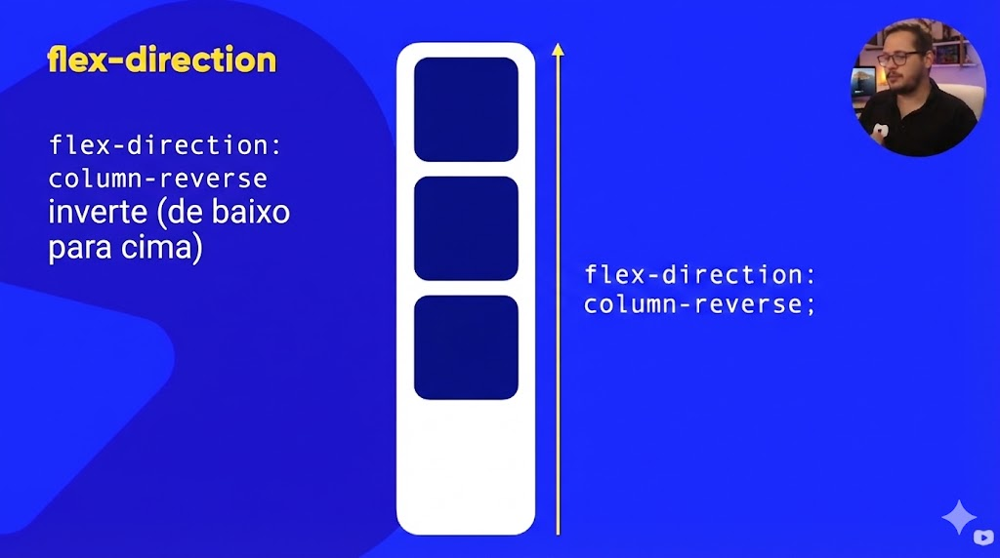 flex-direction
flex-direction:
column-reverse
inverte (de baixo
para cima)
flex-direction:
column-reverse;